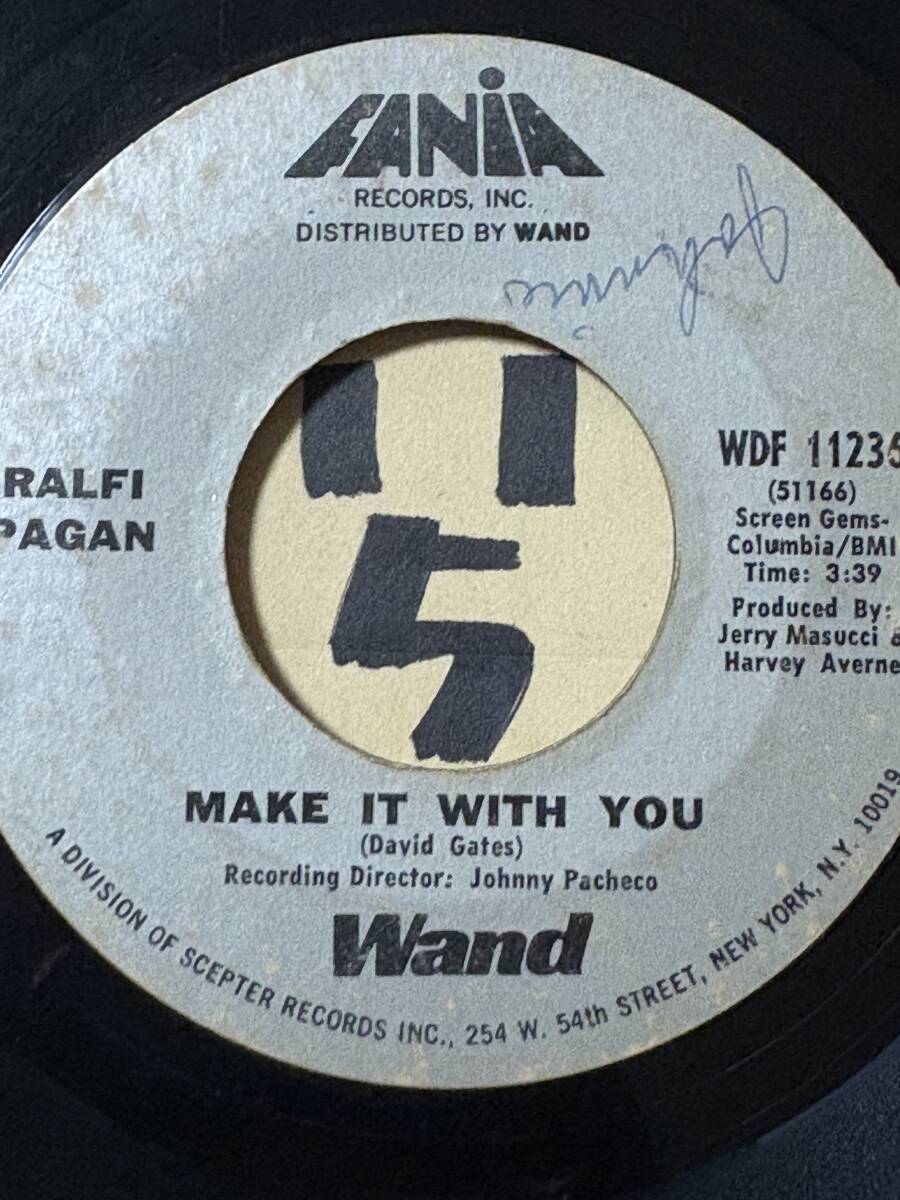 FANIA
RECORDS, INC.
DISTRIBUTED BY WAND
RALFI
PAGAN
WDF 11235
(51166)
Screen Gems-
Columbia/BMI
Time: 3:39
Produced By:
Jerry Masucci &
Harvey Averne
5
MAKE IT WITH YOU
(David Gates)
Recording Director: Johnny Pacheco
Wand
A DIVISION OF SCEPTER RECORDS INC., 254 W. 54th STREET, NEW YORK, N.Y. 10019